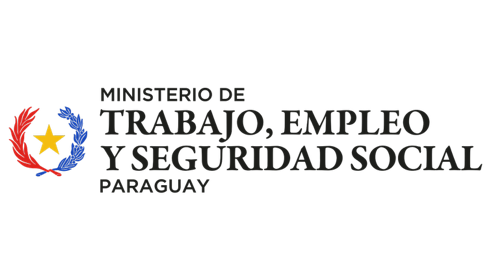 MINISTERIO DE
TRABAJO, EMPLEO
Y SEGURIDAD SOCIAL
PARAGUAY